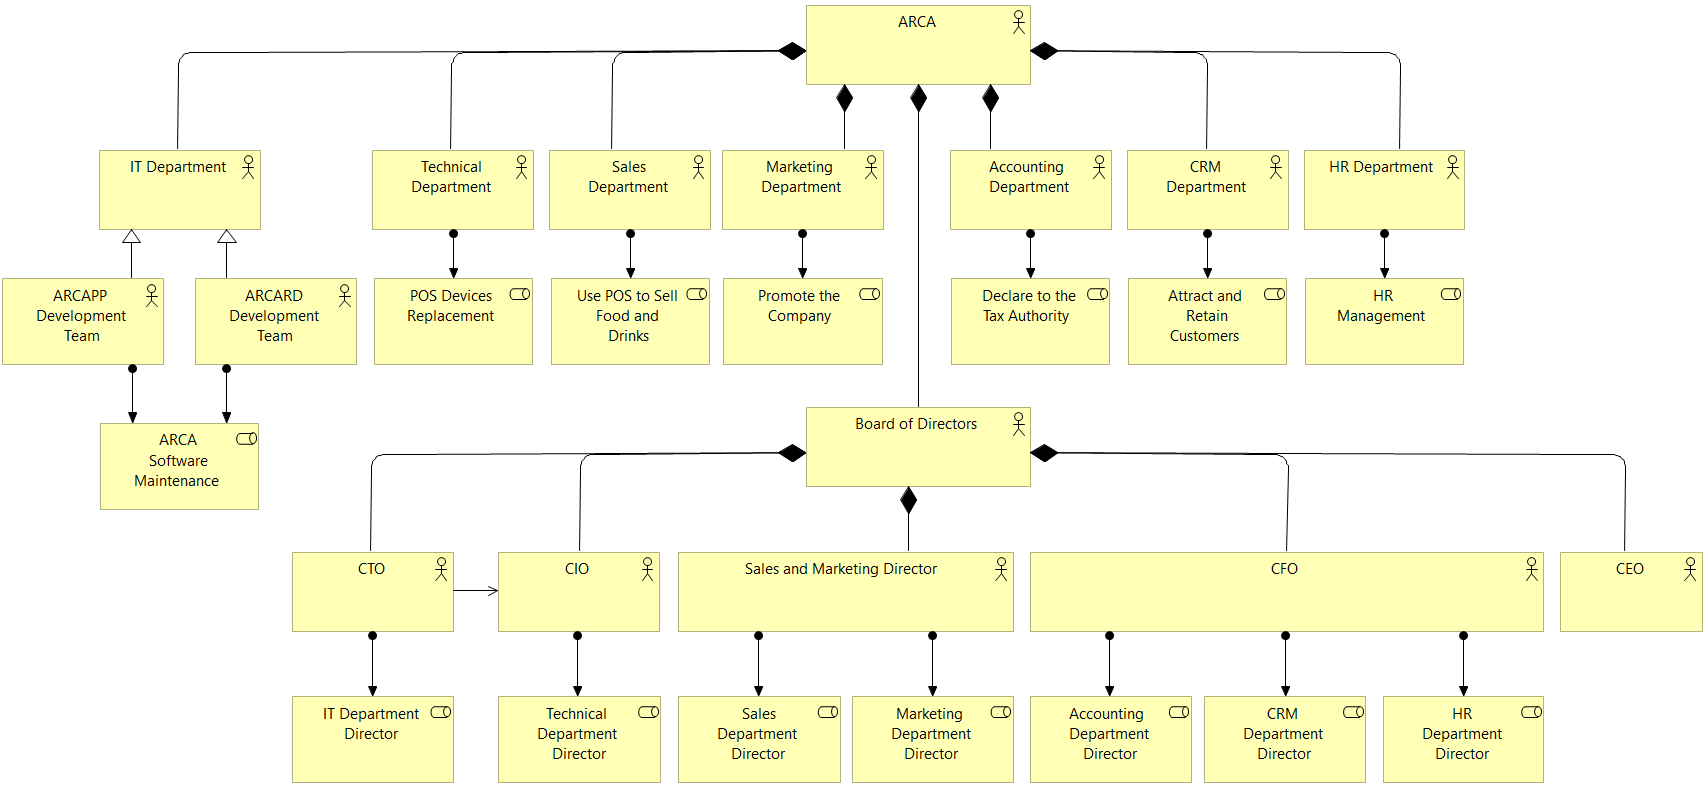 ARCA
IT Department
Technical
Department
Sales
Department
Marketing
Department
Accounting
Department
CRM
Department
HR Department
ARCAPP
Development
Team
ARCARD
Development
Team
POS Devices
Replacement
Use POS to Sell
Food and
Drinks
Promote the
Company
Declare to the
Tax Authority
Attract and
Retain
Customers
HR
Management
ARCA
Software
Maintenance
Board of Directors
CTO
CIO
Sales and Marketing Director
CFO
CEO
IT Department
Director
Technical
Department
Director
Sales
Department
Director
Marketing
Department
Director
Accounting
Department
Director
CRM
Department
Director
HR
Department
Director